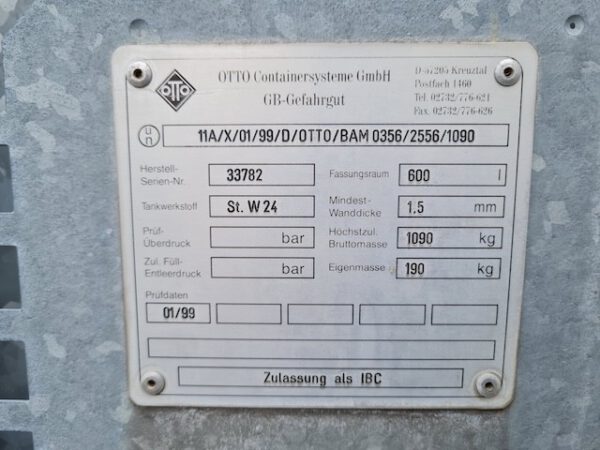 OTTO
OTTO Containersysteme GmbH
GB-Gefahrgut
D-57205 Kreuztal
Postfach 1460
Tel. 02732/776-621
Fax. 02732/776-626
un 11A/X/01/99/D/OTTO/BAM 0356/2556/1090
Herstell-
Serien-Nr. 33782
Fassungsraum 600 l
Tankwerkstoff St. W 24
Mindest-
Wanddicke 1.5 mm
Prüf-
Überdruck bar
Höchstzul.
Bruttomasse 1090 kg
Zul. Füll-
Entleerdruck bar
Eigenmasse 190 kg
Prüfdaten
01/99
Zulassung als IBC